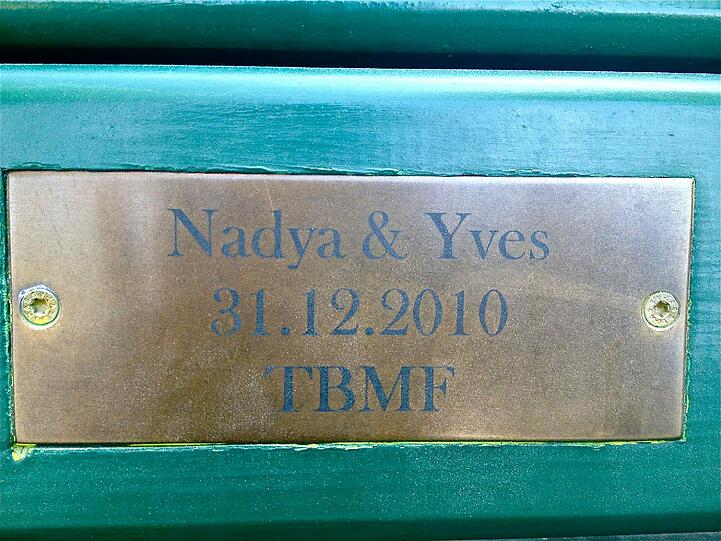 Nadya & Yves
31.12.2010
TBMF